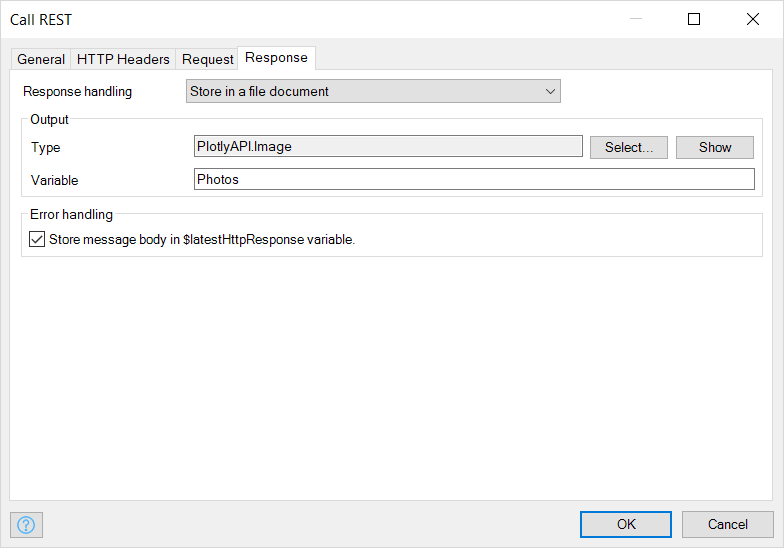 Call REST
General HTTP Headers Request Response
Response handling Store in a file document
Output
Type PlotlyAPI.Image Select... Show
Variable Photos
Error handling
Store message body in $latestHttpResponse variable.
? OK Cancel